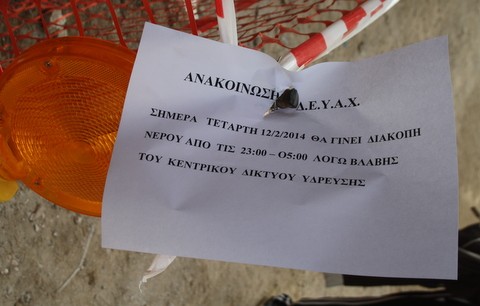 ΑΝΑΚΟΙΝΩΣΗ Δ.Ε.Υ.Α.Χ.
ΣΗΜΕΡΑ ΤΕΤΑΡΤΗ 12/2/2014 ΘΑ ΓΙΝΕΙ ΔΙΑΚΟΠΗ
ΝΕΡΟΥ ΑΠΟ ΤΙΣ 23:00 – Ο5:00 ΛΟΓΩ ΒΛΑΒΗΣ
ΤΟΥ ΚΕΝΤΡΙΚΟΥ ΔΙΚΤΥΟΥ ΥΔΡΕΥΣΗΣ